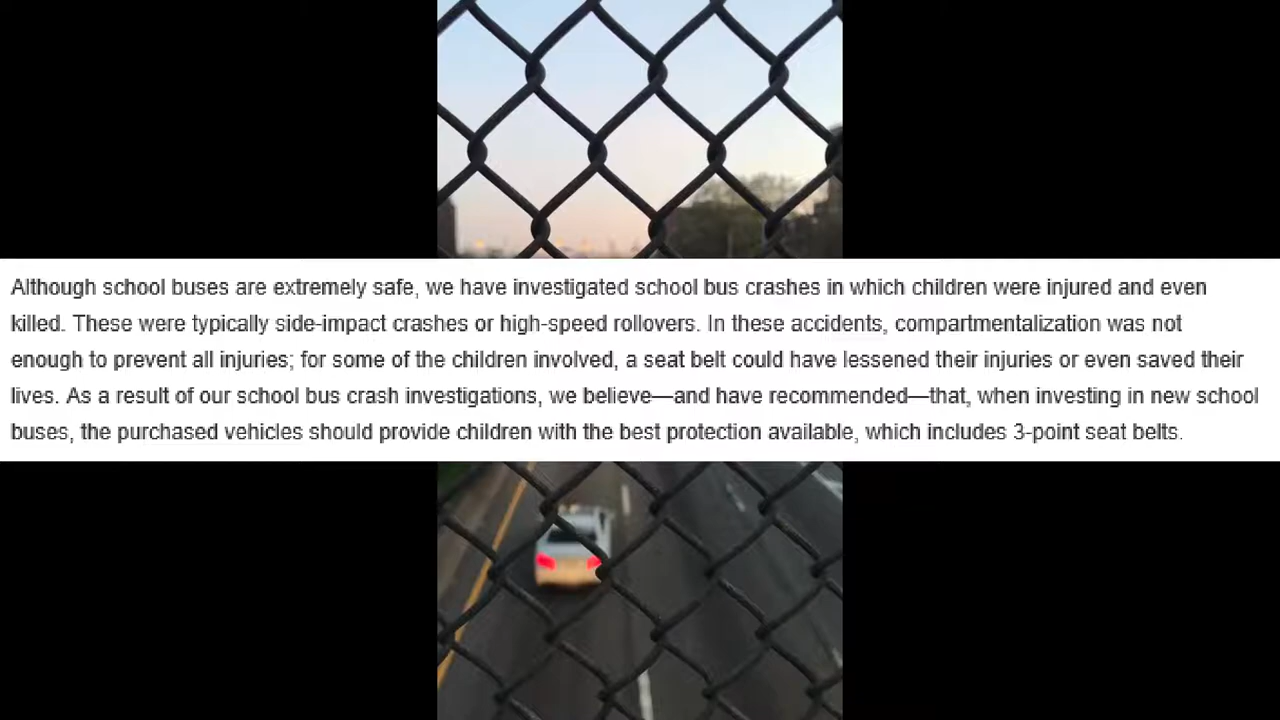 Although school buses are extremely safe, we have investigated school bus crashes in which children were injured and even
killed. These were typically side-impact crashes or high-speed rollovers. In these accidents, compartmentalization was not
enough to prevent all injuries; for some of the children involved, a seat belt could have lessened their injuries or even saved their
lives. As a result of our school bus crash investigations, we believe—and have recommended—that, when investing in new school
buses, the purchased vehicles should provide children with the best protection available, which includes 3-point seat belts.